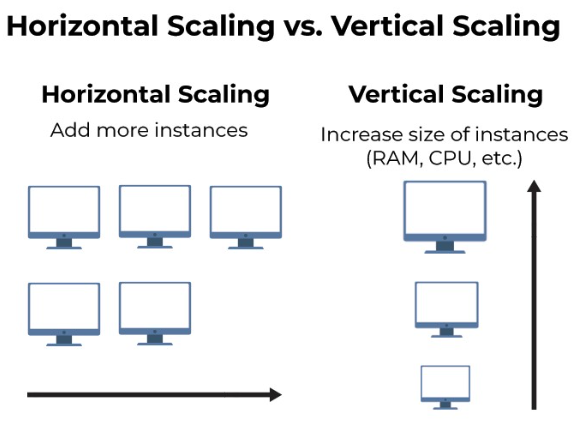 Horizontal Scaling vs. Vertical Scaling
Horizontal Scaling
Add more instances
Vertical Scaling
Increase size of instances
(RAM, CPU, etc.)